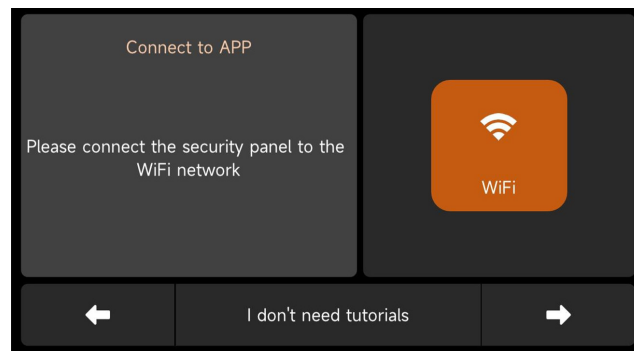 Connect to APP
Please connect the security panel to the
WiFi network
WiFi
I don't need tutorials